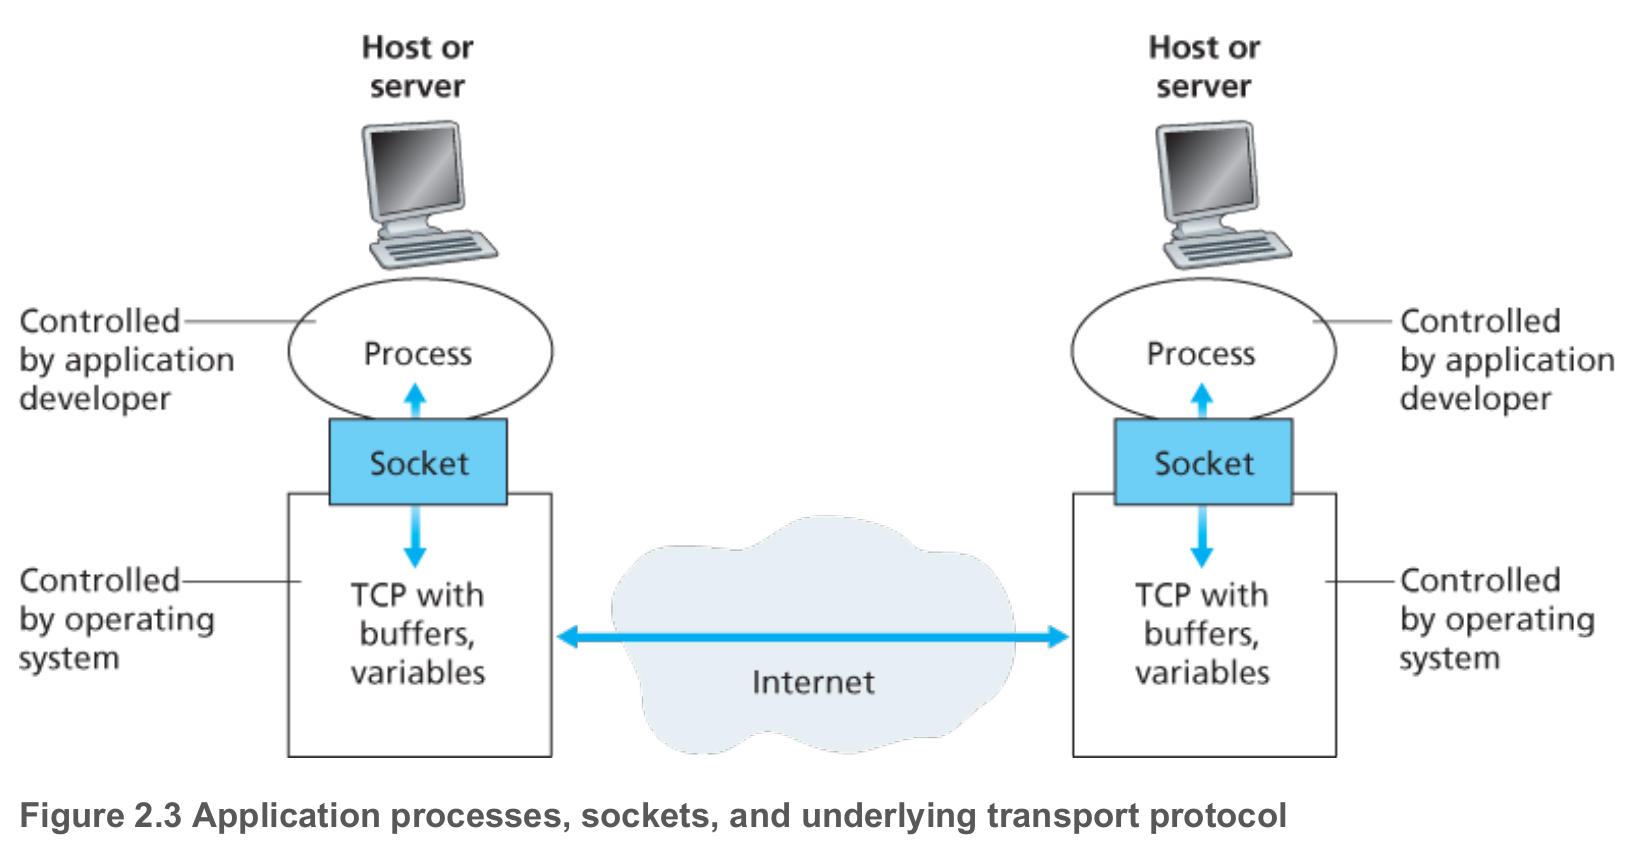 Host or
server
Host or
server
Controlled
by application
developer
Process
Process
Controlled
by application
developer
Socket
Socket
Controlled
by operating
system
TCP with
buffers,
variables
Internet
TCP with
buffers,
variables
Controlled
by operating
system
Figure 2.3 Application processes, sockets, and underlying transport protocol